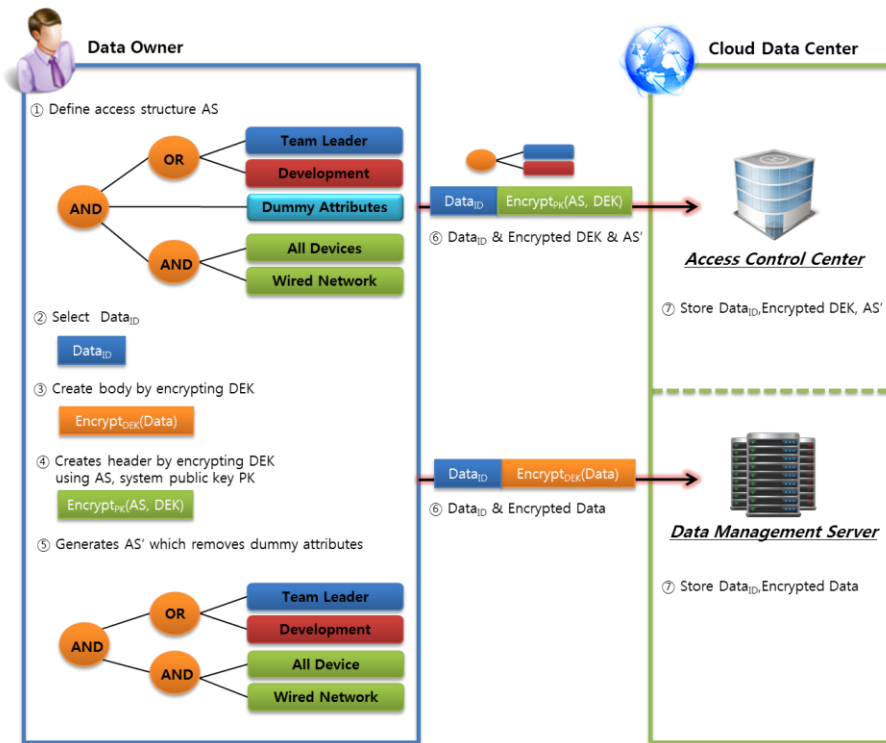 Data Owner
① Define access structure AS
OR
Team Leader
Development
AND
Dummy Attributes
AND
All Devices
Wired Network
② Select DataID
DataID
③ Create body by encrypting DEK
EncryptDEK(Data)
④ Creates header by encrypting DEK
using AS, system public key PK
EncryptPK(AS, DEK)
⑤ Generates AS' which removes dummy attributes
OR
Team Leader
Development
AND
AND
All Device
Wired Network
DataID EncryptPK(AS, DEK)
⑥ DataID & Encrypted DEK & AS'
DataID EncryptDEK(Data)
⑥ DataID & Encrypted Data
Cloud Data Center
Access Control Center
⑦ Store DataID,Encrypted DEK, AS'
Data Management Server
⑦ Store DataID,Encrypted Data